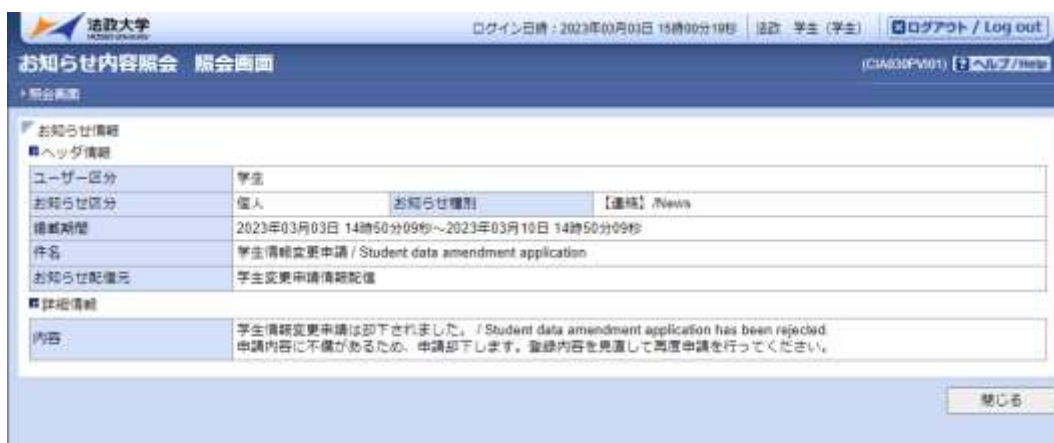 法政大学
ログイン日時：2023年03月03日 15時00分19秒
法政 学生（学生）
ログアウト / Log out
お知らせ内容照会 照会画面
(CIA030PV01)
ヘルプ/Help
照会画面
お知らせ情報
ヘッダ情報
ユーザー区分 学生
お知らせ区分 個人 お知らせ種別 【連絡】/News
掲載期間 2023年03月03日 14時50分09秒～2023年03月10日 14時50分09秒
件名 学生情報変更申請 / Student data amendment application
お知らせ配信元 学生変更申請情報配信
詳細情報
内容 学生情報変更申請は却下されました。 / Student data amendment application has been rejected.
申請内容に不備があるため、申請却下します。登録内容を見直して再度申請を行ってください。
閉じる